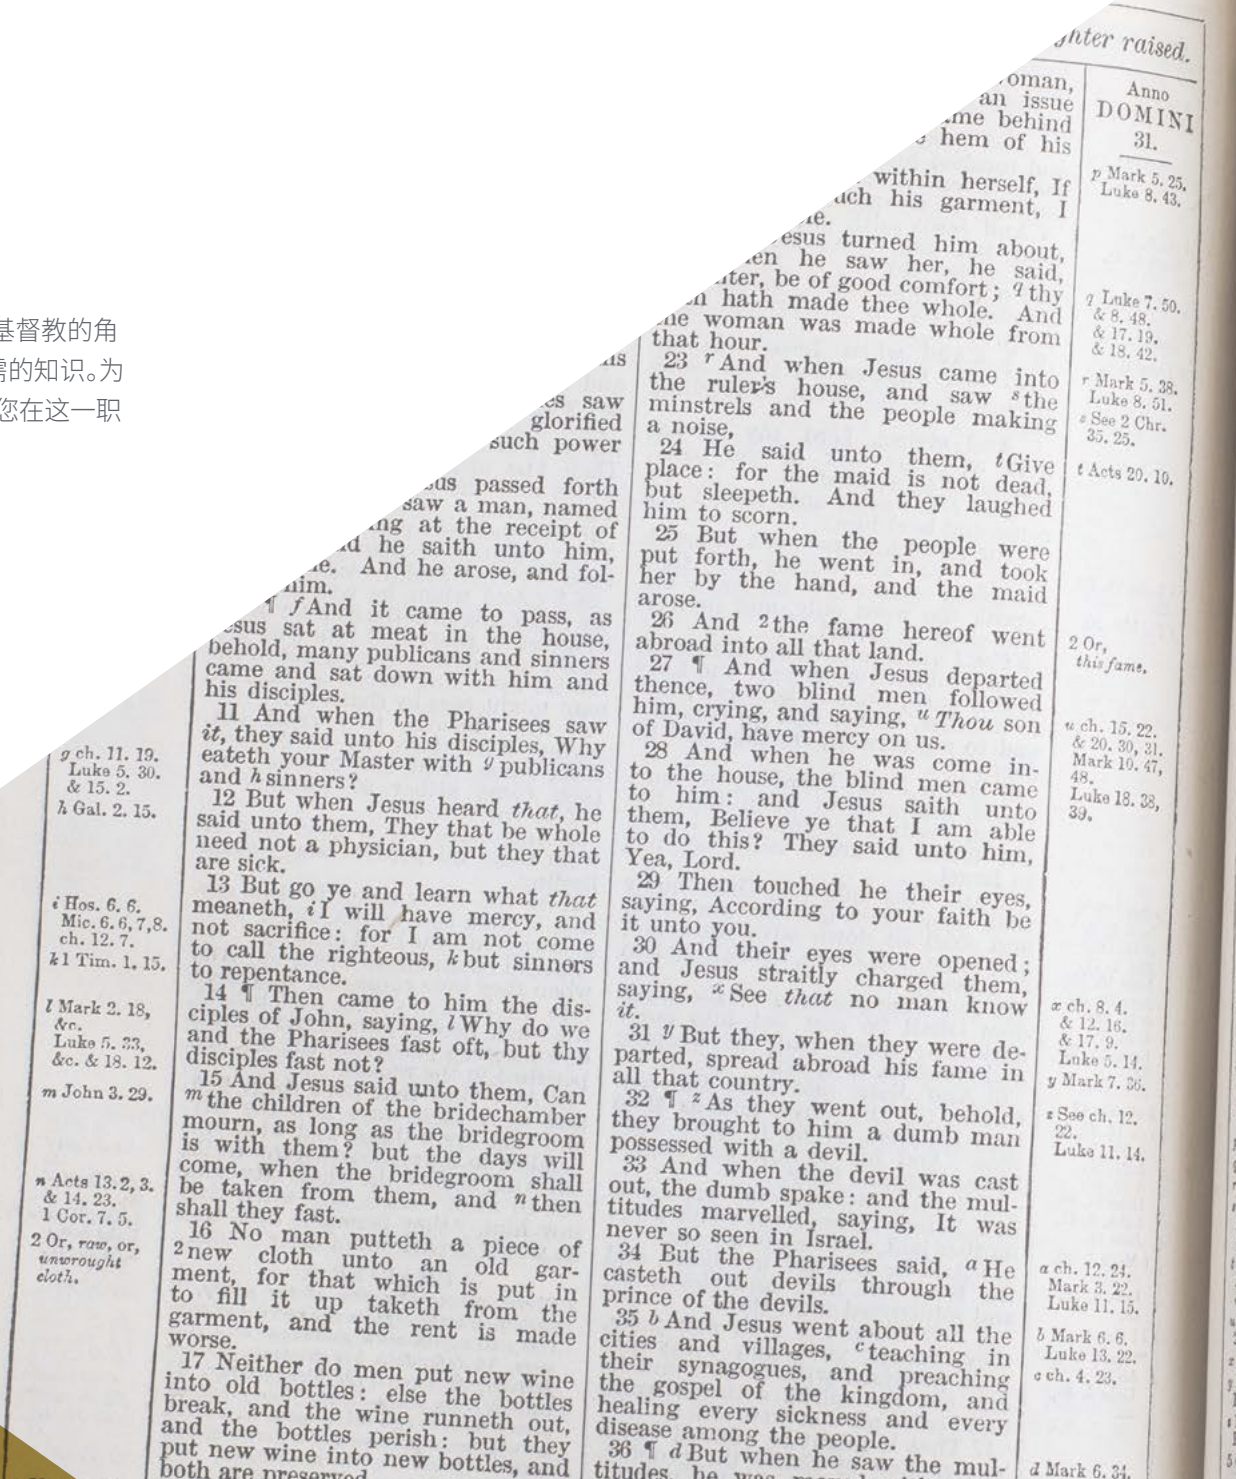 基督教的角
的知识。为
您在这一职
raised.
Anno
DOMINI
31.
an issue
behind
hem of his
within herself, If
his garment, I
turned him about,
he saw her, he said,
be of good comfort; q thy
hath made thee whole. And
woman was made whole from
that hour.
23 r And when Jesus came into
the ruler's house, and saw s the
minstrels and the people making
a noise,
24 He said unto them, t Give
place: for the maid is not dead,
but sleepeth. And they laughed
him to scorn.
25 But when the people were
put forth, he went in, and took
her by the hand, and the maid
arose.
26 And 2 the fame hereof went
abroad into all that land.
27 ¶ And when Jesus departed
thence, two blind men followed
him, crying, and saying, u Thou son
of David, have mercy on us.
28 And when he was come in-
to the house, the blind men came
to him: and Jesus saith unto
them, Believe ye that I am able
to do this? They said unto him,
Yea, Lord.
29 Then touched he their eyes,
saying, According to your faith be
it unto you.
30 And their eyes were opened;
and Jesus straitly charged them,
saying, x See that no man know
it.
31 y But they, when they were de-
parted, spread abroad his fame in
all that country.
32 ¶ z As they went out, behold,
they brought to him a dumb man
possessed with a devil.
33 And when the devil was cast
out, the dumb spake: and the mul-
titudes marvelled, saying, It was
never so seen in Israel.
34 But the Pharisees said, a He
casteth out devils through the
prince of the devils.
35 b And Jesus went about all the
cities and villages, c teaching in
their synagogues, and preaching
the gospel of the kingdom, and
healing every sickness and every
disease among the people.
36 ¶ d But when he saw the mul-
titudes, he was
p Mark 5. 25.
Luke 8. 43.
q Luke 7. 50.
& 8. 48.
& 17. 19.
& 18. 42.
r Mark 5. 38.
Luke 8. 51.
s See 2 Chr.
35. 25.
t Acts 20. 10.
2 Or,
this fame.
u ch. 15. 22.
& 20. 30, 31.
Mark 10. 47,
48.
Luke 18. 38,
39.
x ch. 8. 4.
& 12. 16.
& 17. 9.
Luke 5. 14.
y Mark 7. 36.
z See ch. 12.
22.
Luke 11. 14.
a ch. 12. 24.
Mark 3. 22.
Luke 11. 15.
b Mark 6. 6.
Luke 13. 22.
c ch. 4. 23.
d Mark 6. 34.
saw
glorified
such power
passed forth
saw a man, named
at the receipt of
he saith unto him,
And he arose, and fol-
him.
¶ f And it came to pass, as
Jesus sat at meat in the house,
behold, many publicans and sinners
came and sat down with him and
his disciples.
11 And when the Pharisees saw
it, they said unto his disciples, Why
eateth your Master with g publicans
and h sinners?
12 But when Jesus heard that, he
said unto them, They that be whole
need not a physician, but they that
are sick.
13 But go ye and learn what that
meaneth, i I will have mercy, and
not sacrifice: for I am not come
to call the righteous, k but sinners
to repentance.
14 ¶ Then came to him the dis-
ciples of John, saying, l Why do we
and the Pharisees fast oft, but thy
disciples fast not?
15 And Jesus said unto them, Can
m the children of the bridechamber
mourn, as long as the bridegroom
is with them? but the days will
come, when the bridegroom shall
be taken from them, and n then
shall they fast.
16 No man putteth a piece of
2 new cloth unto an old gar-
ment, for that which is put in
to fill it up taketh from the
garment, and the rent is made
worse.
17 Neither do men put new wine
into old bottles: else the bottles
break, and the wine runneth out,
and the bottles perish: but they
put new wine into new bottles, and
both are preserved
g ch. 11. 19.
Luke 5. 30.
& 15. 2.
h Gal. 2. 15.
i Hos. 6. 6.
Mic. 6. 6, 7, 8.
ch. 12. 7.
k 1 Tim. 1. 15.
l Mark 2. 18,
&c.
Luke 5. 33,
&c. & 18. 12.
m John 3. 29.
n Acts 13. 2, 3.
& 14. 23.
1 Cor. 7. 5.
2 Or, raw, or,
unwrought
cloth.